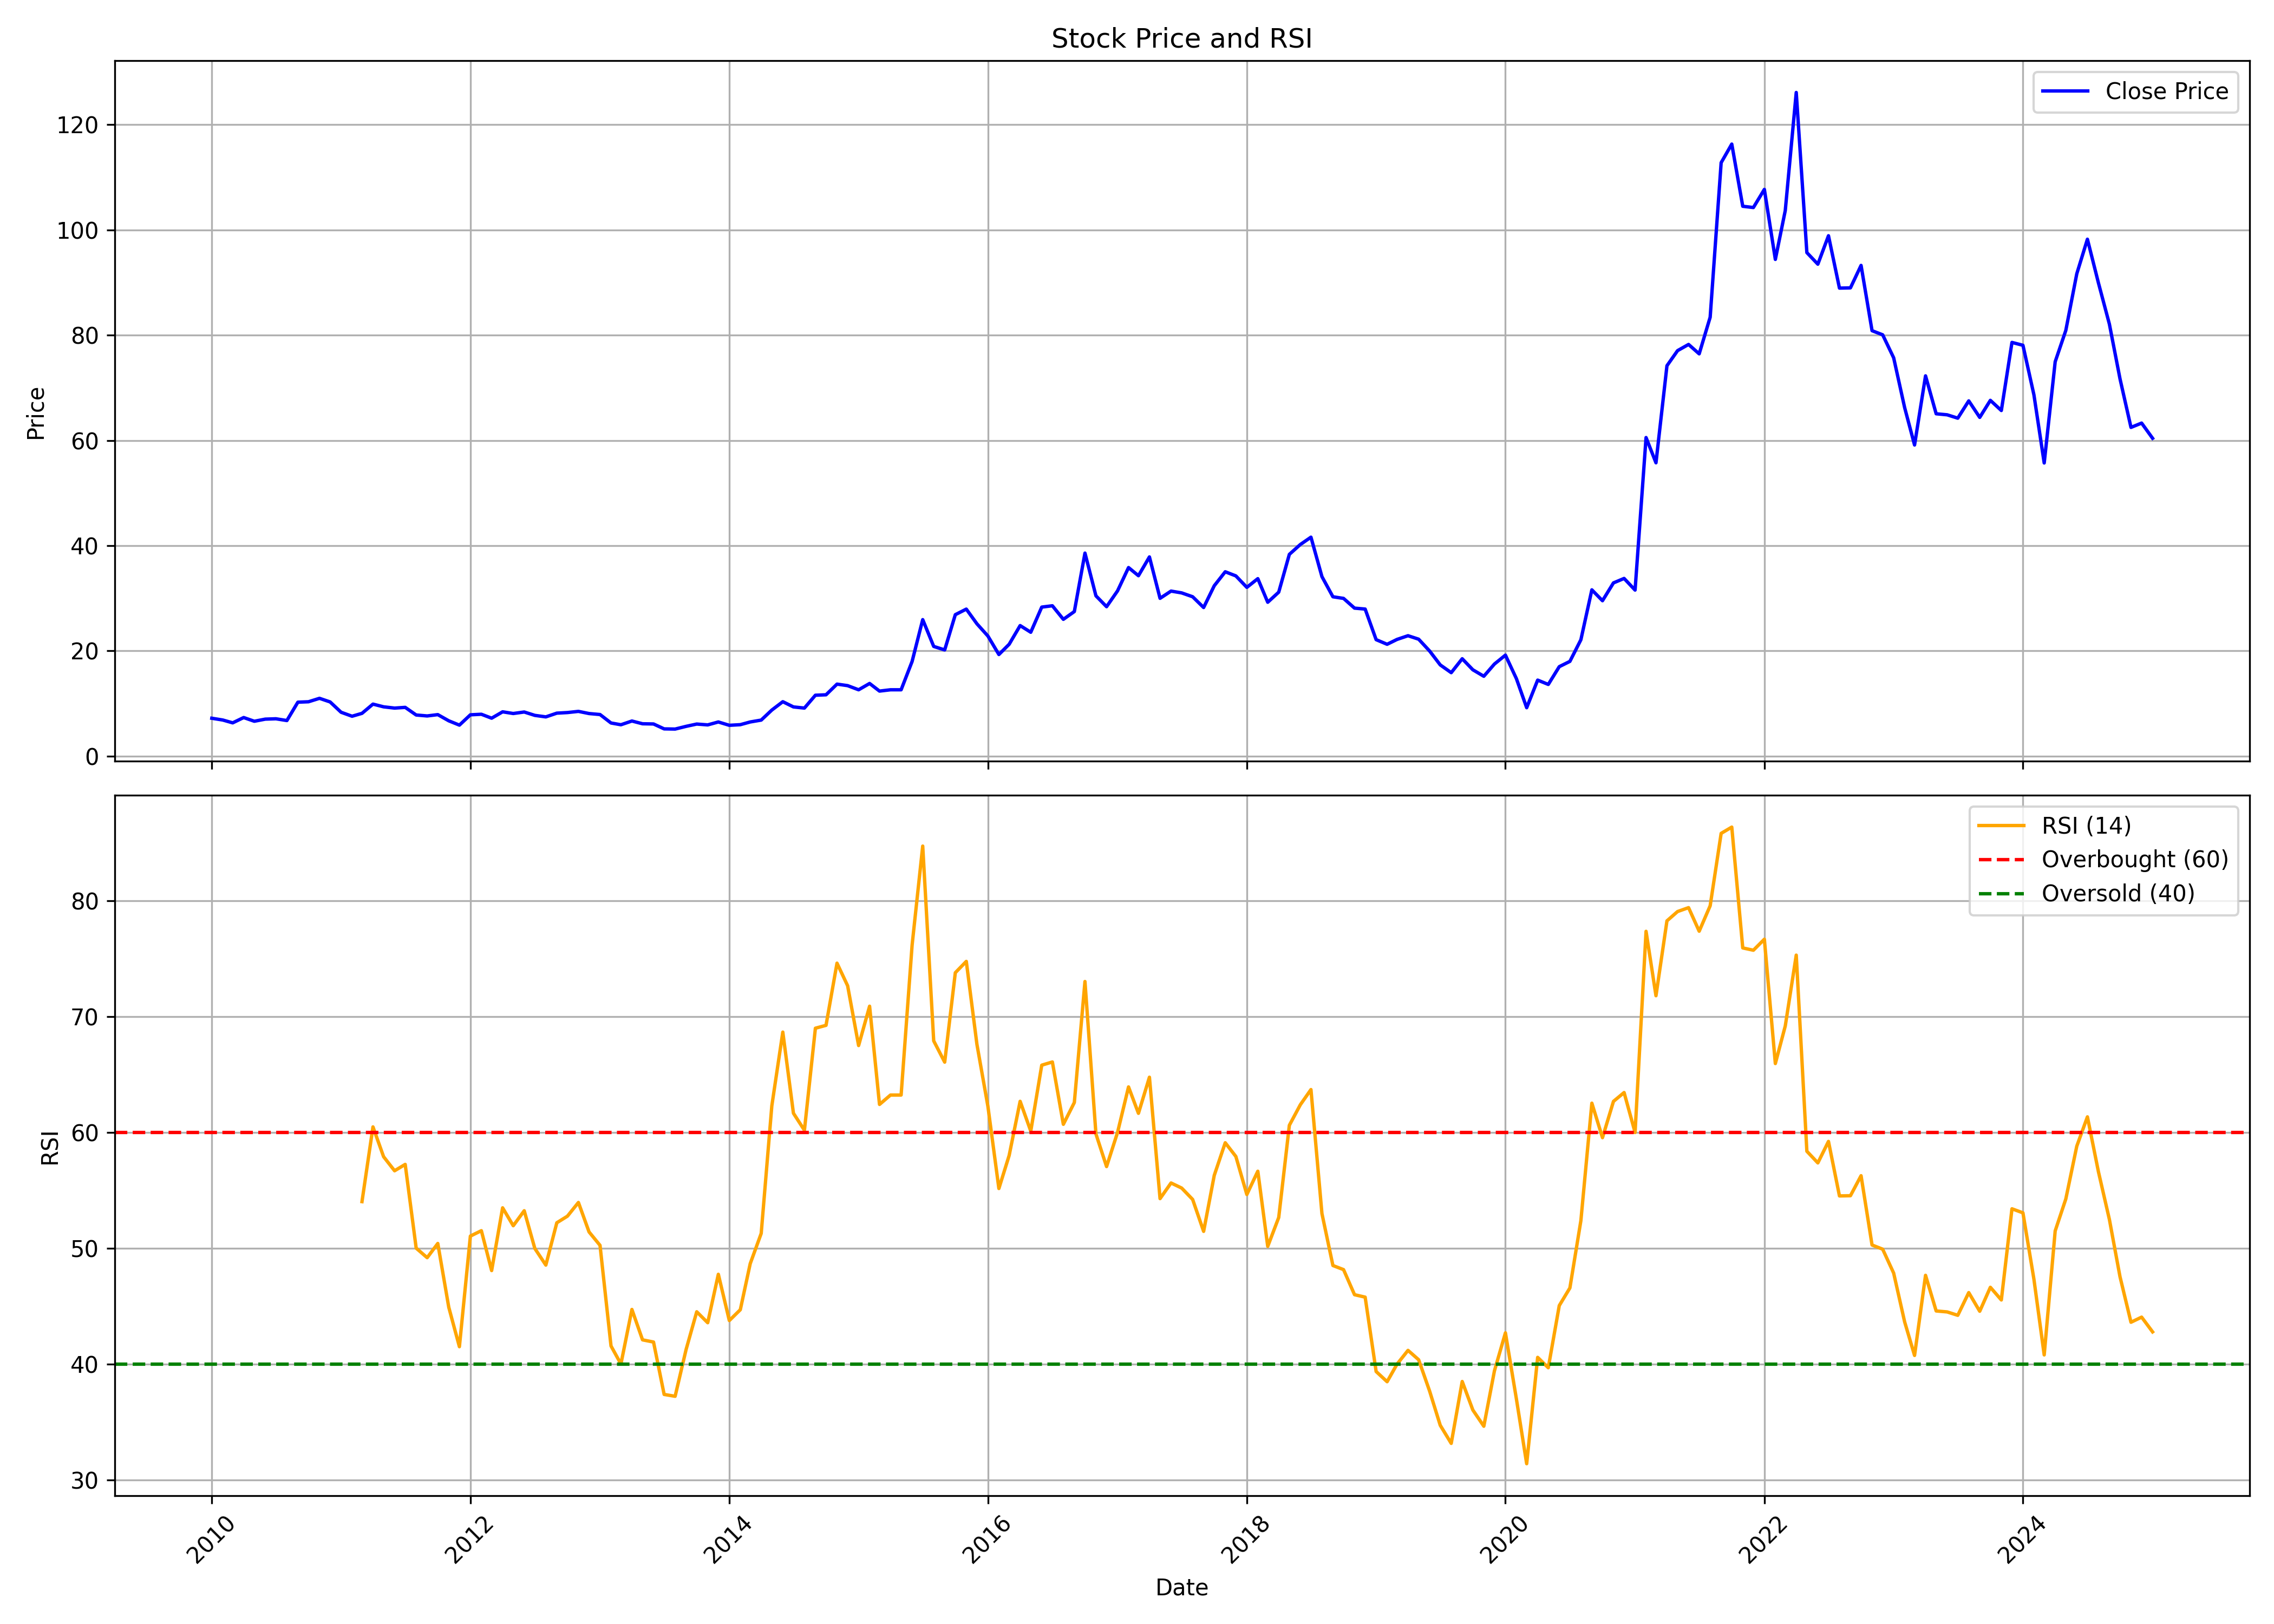 Stock Price and RSI
Close Price
120
100
80
60
40
20
0
Price
RSI (14)
Overbought (60)
Oversold (40)
80
70
60
50
40
30
RSI
2010
2012
2014
2016
2018
2020
2022
2024
Date